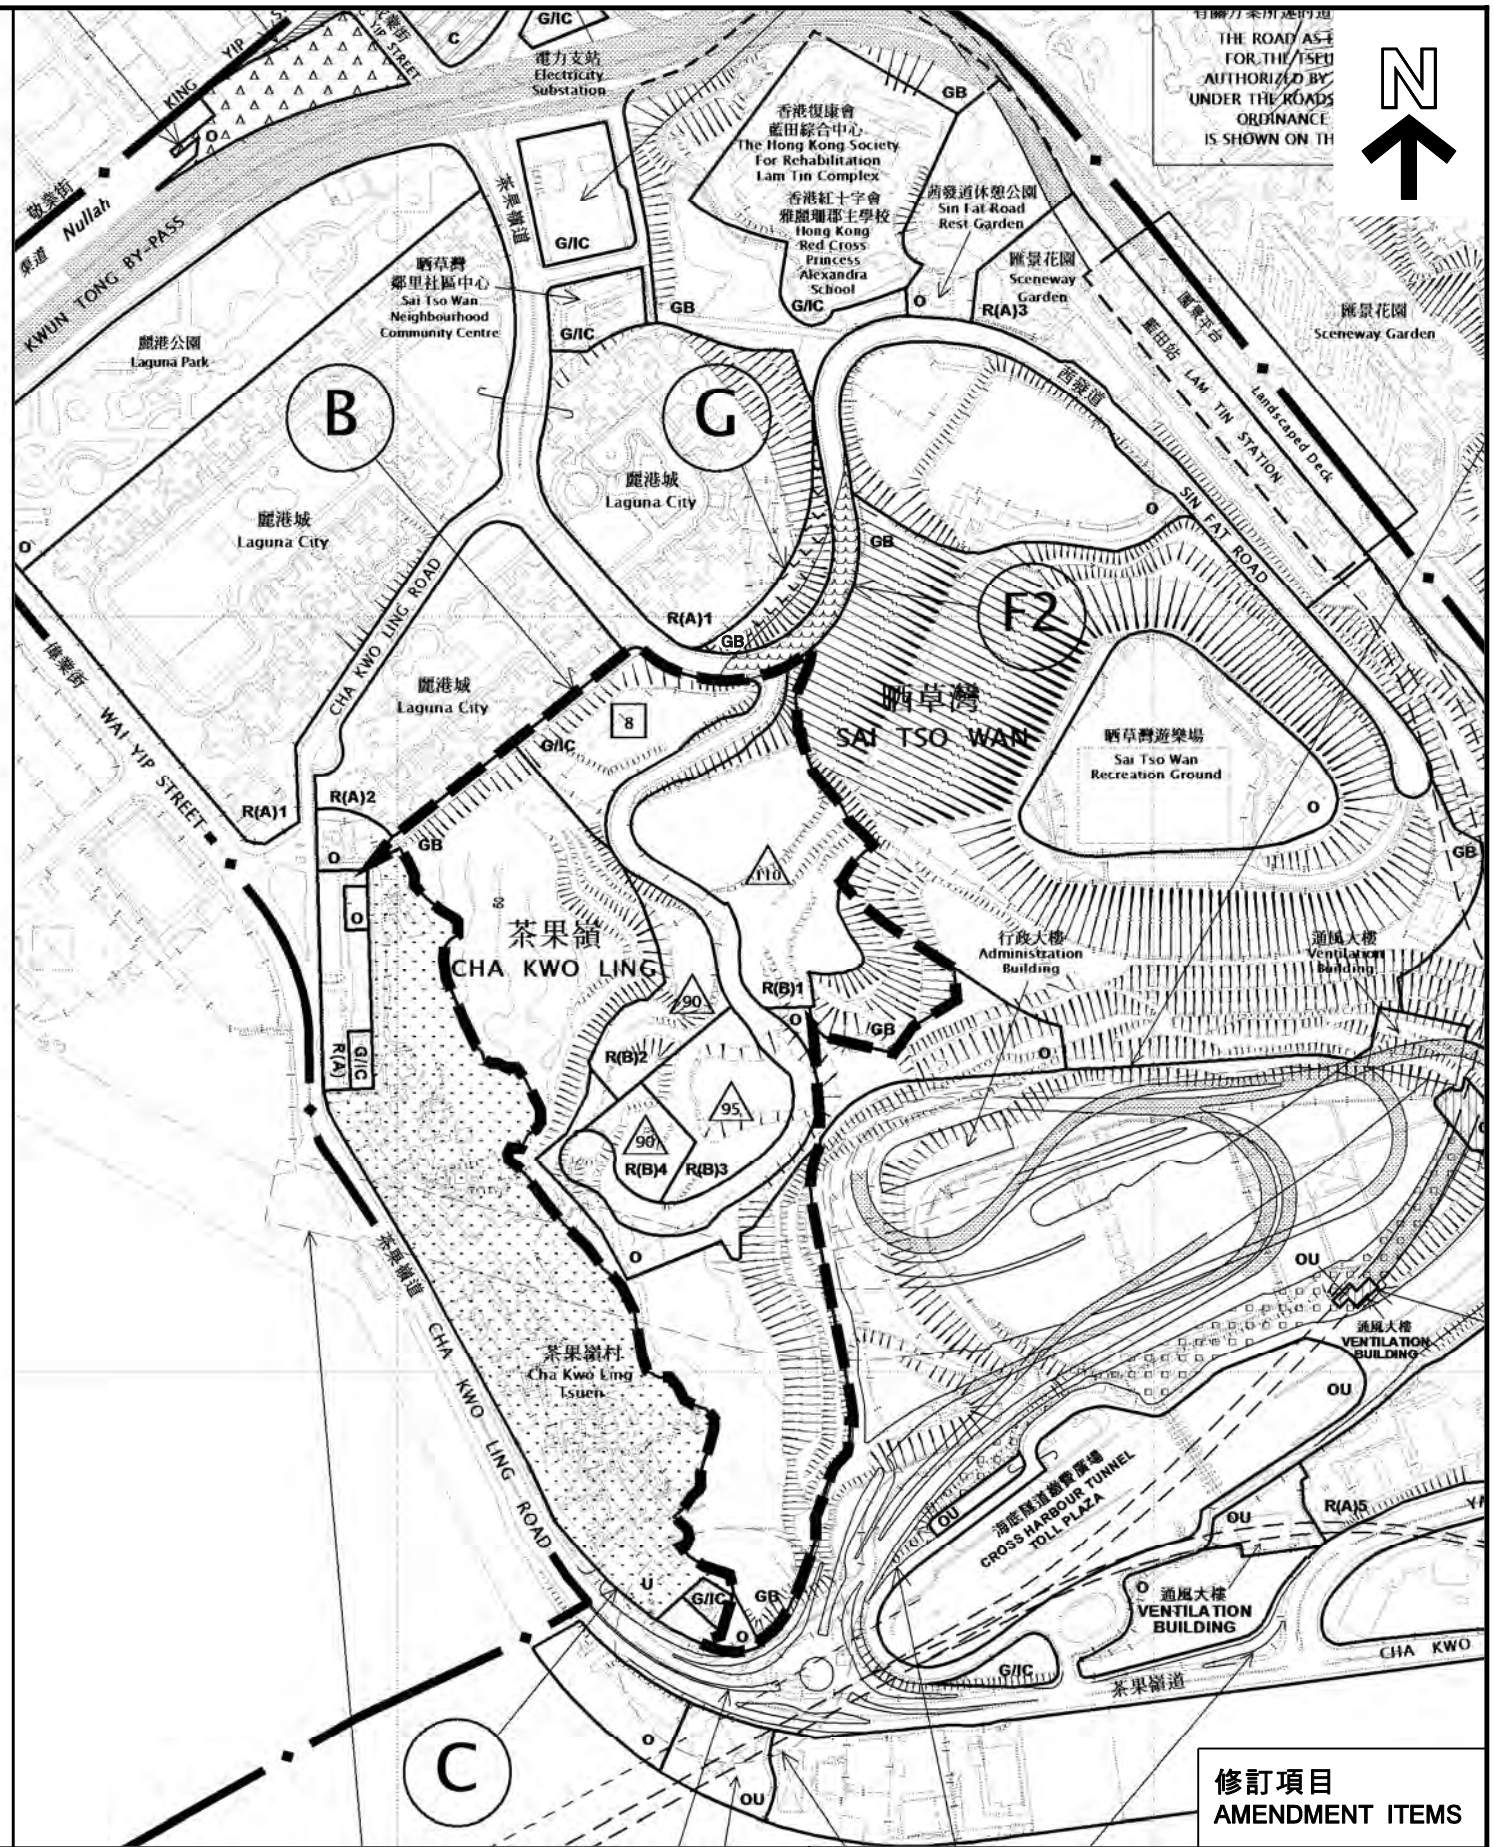 G/IC
C
電力支站
Electricity
Substation
KING YIP
YIP STREET
O
敬業街
渠道 Nullah
KWUN TONG BY-PASS
THE ROAD AS
FOR THE TSEU
AUTHORIZED BY
UNDER THE ROADS
ORDINANCE
IS SHOWN ON TH
N
GB
香港復康會
藍田綜合中心
The Hong Kong Society
For Rehabilitation
Lam Tin Complex
香港紅十字會
雅麗珊郡主學校
Hong Kong
Red Cross
Princess
Alexandra
School
G/IC
茜發道休憩公園
Sin Fat Road
Rest Garden
O
匯景花園
Sceneway
Garden
R(A)3
匯景花園
Sceneway Garden
茶果嶺道
G/IC
晒草灣
鄰里社區中心
Sai Tso Wan
Neighbourhood
Community Centre
G/IC
GB
麗港公園
Laguna Park
B
G
藍田站 LAM TIN STATION
匯景平台
Landscaped Deck
茜發道
SIN FAT ROAD
麗港城
Laguna City
麗港城
Laguna City
O
O
GB
CHA KWO LING ROAD
R(A)1
GB
F2
偉業街
WAI YIP STREET
麗港城
Laguna City
8
G/IC
晒草灣
SAI TSO WAN
晒草灣遊樂場
Sai Tso Wan
Recreation Ground
O
R(A)1
R(A)2
O
GB
GB
110
60
O
茶果嶺
CHA KWO LING
行政大樓
Administration
Building
通風大樓
Ventilation
Building
R(B)1
90
O
GB
O
R(A)
G/IC
R(B)2
95
90
R(B)4
R(B)3
O
OU
通風大樓
VENTILATION
BUILDING
茶果嶺道
CHA KWO LING ROAD
茶果嶺村
Cha Kwo Ling
Tsuen
OU
海底隧道繳費廣場
CROSS HARBOUR TUNNEL
TOLL PLAZA
OU
OU
R(A)5
YA
U
G/IC
GB
O
O
通風大樓
VENTILATION
BUILDING
G/IC
茶果嶺道
CHA KWO
C
O
OU
修訂項目
AMENDMENT ITEMS